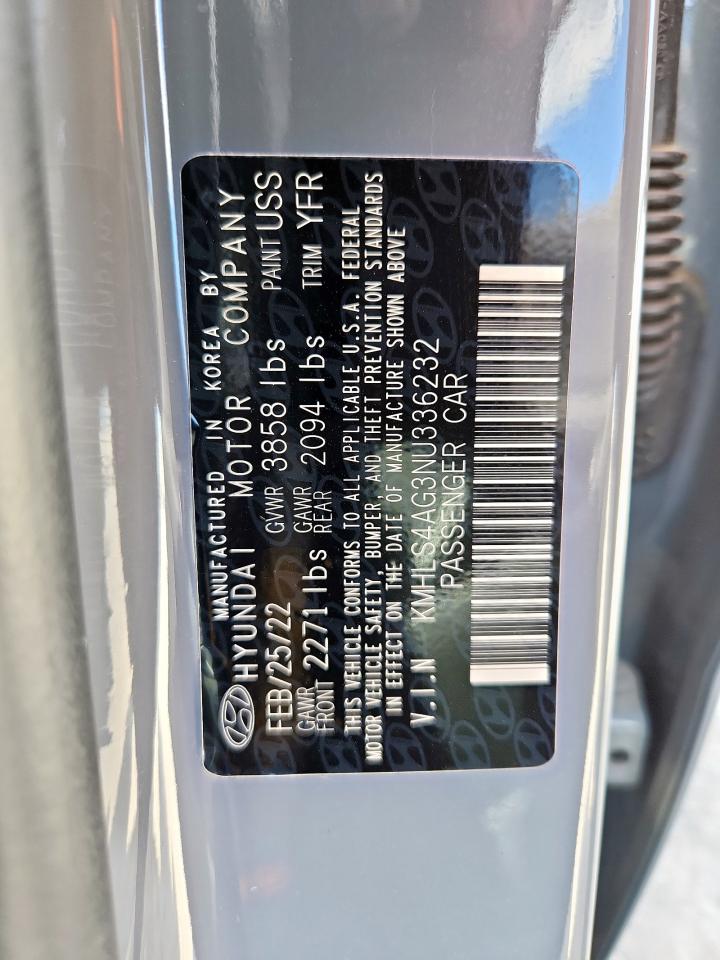 MANUFACTURED IN KOREA BY
HYUNDAI MOTOR COMPANY
FEB/25/22 GVWR 3858 lbs PAINT USS
GAWR FRONT 2271 lbs GAWR REAR 2094 lbs TRIM YFR
THIS VEHICLE CONFORMS TO ALL APPLICABLE U.S.A. FEDERAL
MOTOR VEHICLE SAFETY, BUMPER, AND THEFT PREVENTION STANDARDS
IN EFFECT ON THE DATE OF MANUFACTURE SHOWN ABOVE
V.I.N KMHLS4AG3NU336232
PASSENGER CAR